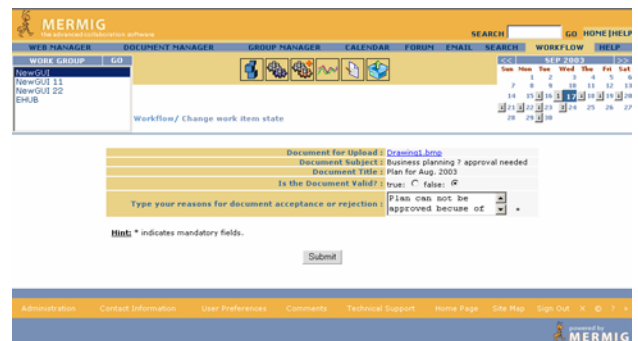 MERMIG
the advanced collaboration software
SEARCH GO HOME|HELP
WEB MANAGER DOCUMENT MANAGER GROUP MANAGER CALENDAR FORUM EMAIL SEARCH WORKFLOW HELP
WORK GROUP GO
<< SEP 2003 >>
Sun Mon Tue Wed Thu Fri Sat
NewGUI
1 2 3 4 5 6
NewGUI 11
7 8 9 10 11 12 13
NewGUI 22
14 15 16 17 18 19 20
EHUB
21 22 23 24 25 26 27
Workflow/ Change work item state
28 29 30
Document for Upload : Drawing1.bmp
Document Subject : Business planning ? approval needed
Document Title : Plan for Aug. 2003
Is the Document Valid? : true: false:
Type your reasons for document acceptance or rejection : Plan can not be
approved becuse of *
Hint: * indicates mandatory fields.
Submit
Administration Contact Information User Preferences Comments Technical Support Home Page Site Map Sign Out X © ?
powered by
MERMIG